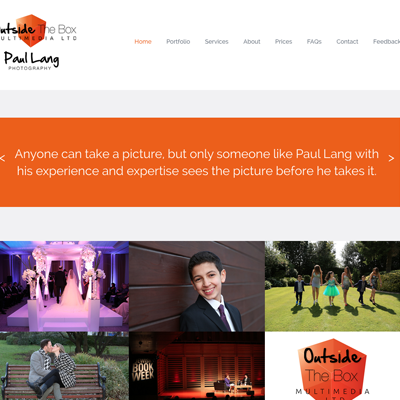 outside The Box
MULTIMEDIA LTD
Paul Lang
PHOTOGRAPHY
Home Portfolio Services About Prices FAQs Contact Feedback
< Anyone can take a picture, but only someone like Paul Lang with >
his experience and expertise sees the picture before he takes it.
BOOK
WEEK
Outside
The Box
MULTIMEDIA
LTD